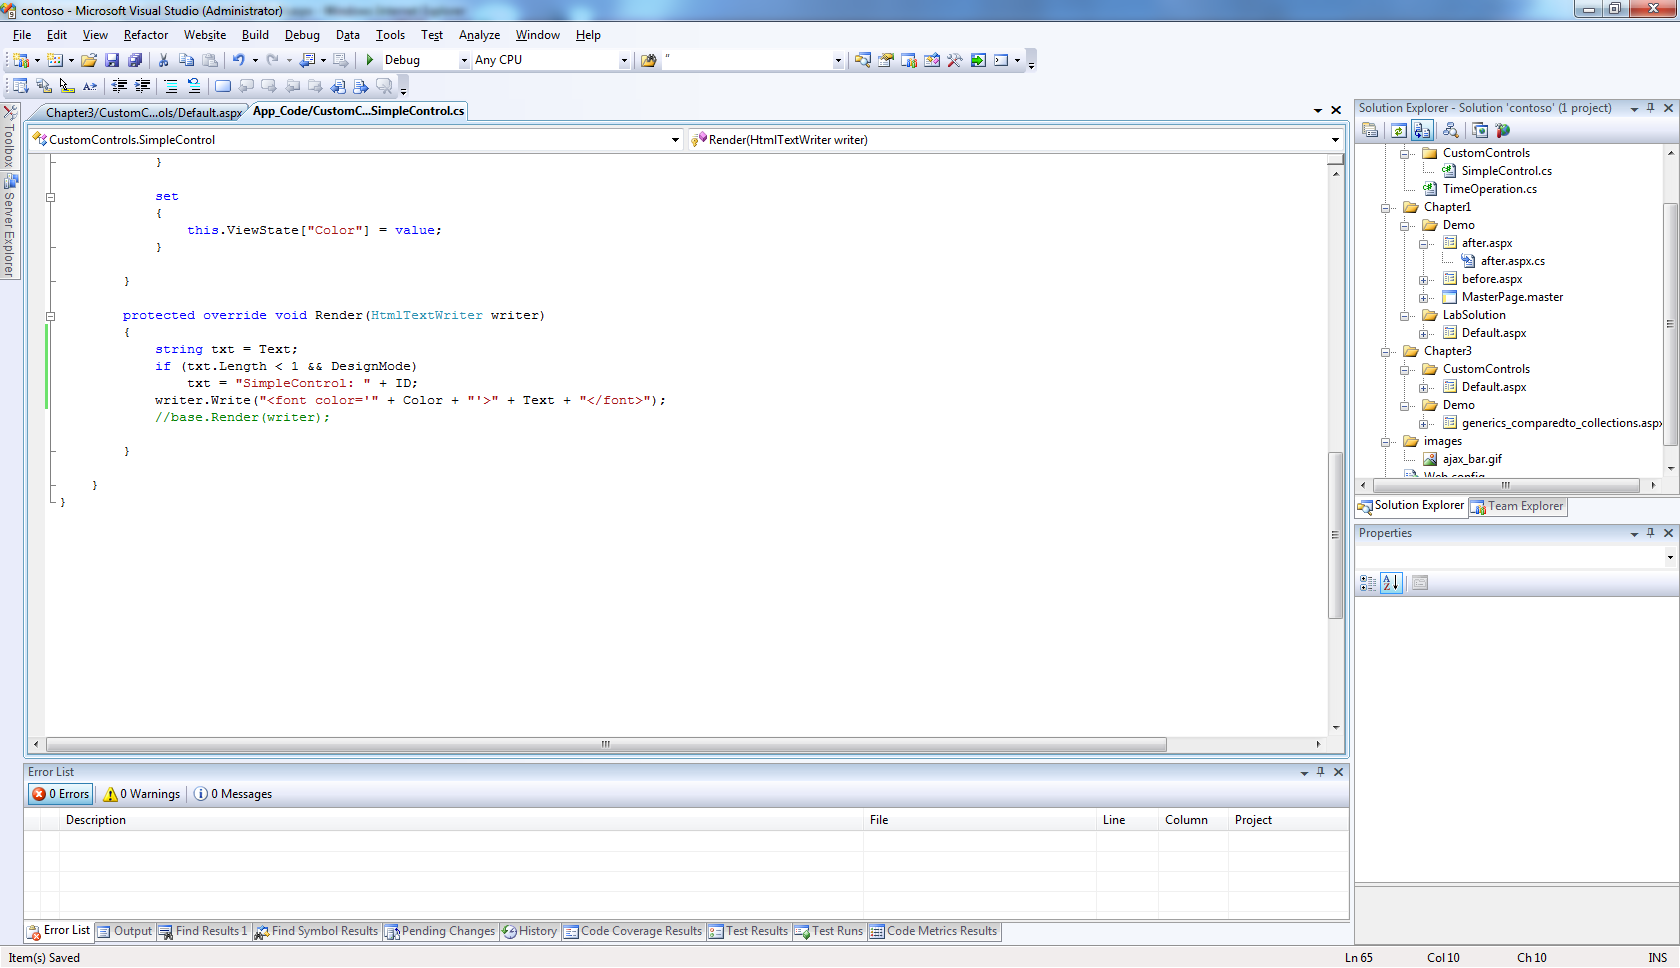 contoso - Microsoft Visual Studio (Administrator)
File Edit View Refactor Website Build Debug Data Tools Test Analyze Window Help
Debug Any CPU "
Chapter3/CustomC...ols/Default.aspx App_Code/CustomC...SimpleControl.cs
CustomControls.SimpleControl Render(HtmlTextWriter writer)
Toolbox
Server Explorer
}
set
{
this.ViewState["Color"] = value;
}
}
protected override void Render(HtmlTextWriter writer)
{
string txt = Text;
if (txt.Length < 1 && DesignMode)
txt = "SimpleControl: " + ID;
writer.Write("<font color='" + Color + "'>" + Text + "</font>");
//base.Render(writer);
}
}
}
Solution Explorer - Solution 'contoso' (1 project)
CustomControls
SimpleControl.cs
TimeOperation.cs
Chapter1
Demo
after.aspx
after.aspx.cs
before.aspx
MasterPage.master
LabSolution
Default.aspx
Chapter3
CustomControls
Default.aspx
Demo
generics_comparedto_collections.aspx
images
ajax_bar.gif
Web.config
Solution Explorer Team Explorer
Properties
Error List
0 Errors 0 Warnings 0 Messages
Description File Line Column Project
Error List Output Find Results 1 Find Symbol Results Pending Changes History Code Coverage Results Test Results Test Runs Code Metrics Results
Item(s) Saved Ln 65 Col 10 Ch 10 INS